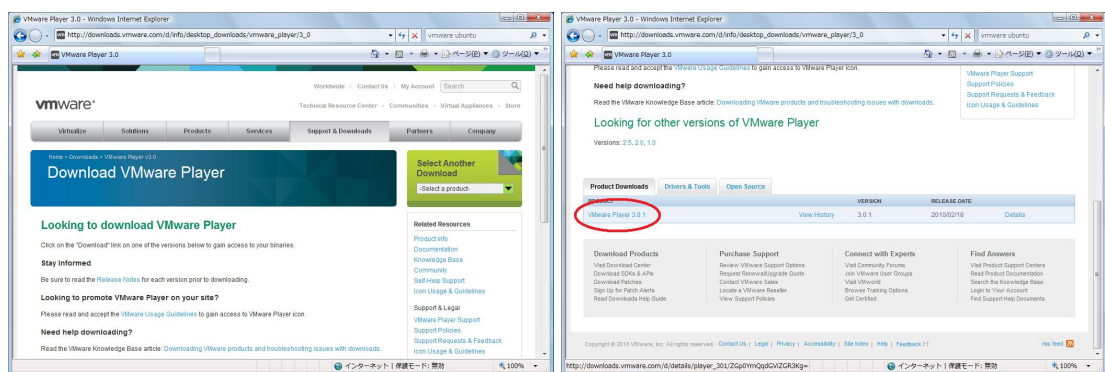 VMware Player 3.0 - Windows Internet Explorer
http://downloads.vmware.com/d/info/desktop_downloads/vmware_player/3_0
vmware ubuntu
VMware Player 3.0
ページ(P) ツール(O)
Worldwide | Contact Us | My Account Search
vmware
Technical Resource Center - Communities - Virtual Appliances - Store
Virtualize Solutions Products Services Support & Downloads Partners Company
Home > Downloads > VMware Player v3.0
Download VMware Player
Select Another
Download
-Select a product-
Looking to download VMware Player
Click on the "Download" link on one of the versions below to gain access to your binaries.
Stay Informed
Be sure to read the Release Notes for each version prior to downloading.
Looking to promote VMware Player on your site?
Please read and accept the VMware Usage Guidelines to gain access to VMware Player icon.
Need help downloading?
Read the VMware Knowledge Base article: Downloading VMware products and troubleshooting issues with downloads.
Related Resources
Product Info
Documentation
Knowledge Base
Community
Self-Help Support
Icon Usage & Guidelines
Support & Legal
VMware Player Support
Support Policies
Support Requests & Feedback
Icon Usage & Guidelines
インターネット | 保護モード: 無効
100%
VMware Player 3.0 - Windows Internet Explorer
http://downloads.vmware.com/d/info/desktop_downloads/vmware_player/3_0
vmware ubuntu
VMware Player 3.0
ページ(P) ツール(O)
Please read and accept the VMware Usage Guidelines to gain access to VMware Player icon.
Need help downloading?
Read the VMware Knowledge Base article: Downloading VMware products and troubleshooting issues with downloads.
VMware Player Support
Support Policies
Support Requests & Feedback
Icon Usage & Guidelines
Looking for other versions of VMware Player
Versions: 2.5, 2.0, 1.0
Product Downloads Drivers & Tools Open Source
PRODUCT VERSION RELEASE DATE
VMware Player 3.0.1 View History 3.0.1 2010/02/18 Details
Download Products
Visit Download Center
Download SDKs & APIs
Download Patches
Sign Up for Patch Alerts
Read Downloads Help Guide
Purchase Support
Review VMware Support Options
Request Renewal/Upgrade Quote
Contact VMware Sales
Locate a VMware Reseller
View Support Policies
Connect with Experts
Visit Community Forums
Join VMware User Groups
Visit VMworld
Browse Training Options
Get Certified
Find Answers
Visit Product Support Centers
Read Product Documentation
Search the Knowledge Base
Login to Your Account
Find Support Help Documents
Copyright © 2010 VMware, Inc. All rights reserved. Contact Us | Legal | Privacy | Accessibility | Site Index | Help | Feedback [-] rss feed
インターネット | 保護モード: 無効
100%